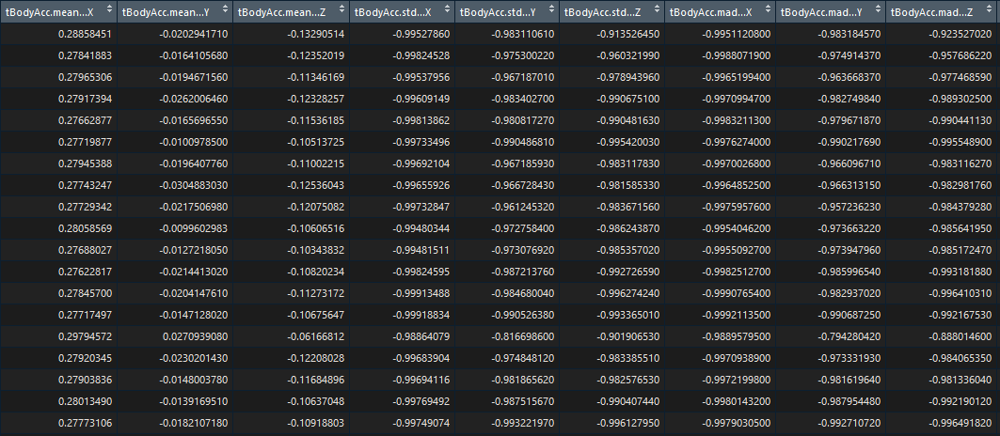 tBodyAcc.mean...X tBodyAcc.mean...Y tBodyAcc.mean...Z tBodyAcc.std...X tBodyAcc.std...Y tBodyAcc.std...Z tBodyAcc.mad...X tBodyAcc.mad...Y tBodyAcc.mad...Z
0.28858451 -0.0202941710 -0.13290514 -0.99527860 -0.983110610 -0.913526450 -0.9951120800 -0.983184570 -0.923527020
0.27841883 -0.0164105680 -0.12352019 -0.99824528 -0.975300220 -0.960321990 -0.9988071900 -0.974914370 -0.957686220
0.27965306 -0.0194671560 -0.11346169 -0.99537956 -0.967187010 -0.978943960 -0.9965199400 -0.963668370 -0.977468590
0.27917394 -0.0262006460 -0.12328257 -0.99609149 -0.983402700 -0.990675100 -0.9970994700 -0.982749840 -0.989302500
0.27662877 -0.0165696550 -0.11536185 -0.99813862 -0.980817270 -0.990481630 -0.9983211300 -0.979671870 -0.990441130
0.27719877 -0.0100978500 -0.10513725 -0.99733496 -0.990486810 -0.995420030 -0.9976274000 -0.990217690 -0.995548900
0.27945388 -0.0196407760 -0.11002215 -0.99692104 -0.967185930 -0.983117830 -0.9970026800 -0.966096710 -0.983116270
0.27743247 -0.0304883030 -0.12536043 -0.99655926 -0.966728430 -0.981585330 -0.9964852500 -0.966313150 -0.982981760
0.27729342 -0.0217506980 -0.12075082 -0.99732847 -0.961245320 -0.983671560 -0.9975957600 -0.957236230 -0.984379280
0.28058569 -0.0099602983 -0.10606516 -0.99480344 -0.972758400 -0.986243870 -0.9954046200 -0.973663220 -0.985641950
0.27688027 -0.0127218050 -0.10343832 -0.99481511 -0.973076920 -0.985357020 -0.9955092700 -0.973947960 -0.985172470
0.27622817 -0.0214413020 -0.10820234 -0.99824595 -0.987213760 -0.992726590 -0.9982512700 -0.985996540 -0.993181880
0.27845700 -0.0204147610 -0.11273172 -0.99913488 -0.984680040 -0.996274240 -0.9990765400 -0.982937020 -0.996410310
0.27717497 -0.0147128020 -0.10675647 -0.99918834 -0.990526380 -0.993365010 -0.9992113500 -0.990687250 -0.992167530
0.29794572 0.0270939080 -0.06166812 -0.98864079 -0.816698600 -0.901906530 -0.9889579500 -0.794280420 -0.888014600
0.27920345 -0.0230201430 -0.12208028 -0.99683904 -0.974848120 -0.983385510 -0.9970938900 -0.973331930 -0.984065350
0.27903836 -0.0148003780 -0.11684896 -0.99694116 -0.981865620 -0.982576530 -0.9972199800 -0.981619640 -0.981336040
0.28013490 -0.0139169510 -0.10637048 -0.99769492 -0.987515670 -0.990407440 -0.9980143200 -0.987954480 -0.992190120
0.27773106 -0.0182107180 -0.10918803 -0.99749074 -0.993221970 -0.996127950 -0.9979030500 -0.992710720 -0.996491820